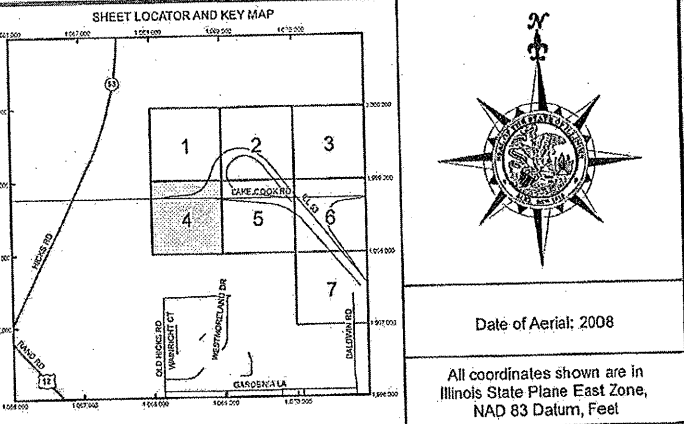 SHEET LOCATOR AND KEY MAP
N
53
1
2
3
LAKE-COOK RD
IL 53
4
5
6
7
HICKS RD
RAND RD
12
OLD HICKS RD
WAINRIGHT CT
WESTMORELAND DR
BALDWIN RD
GARDENIA LA
Date of Aerial: 2008
All coordinates shown are in
Illinois State Plane East Zone,
NAD 83 Datum, Feet